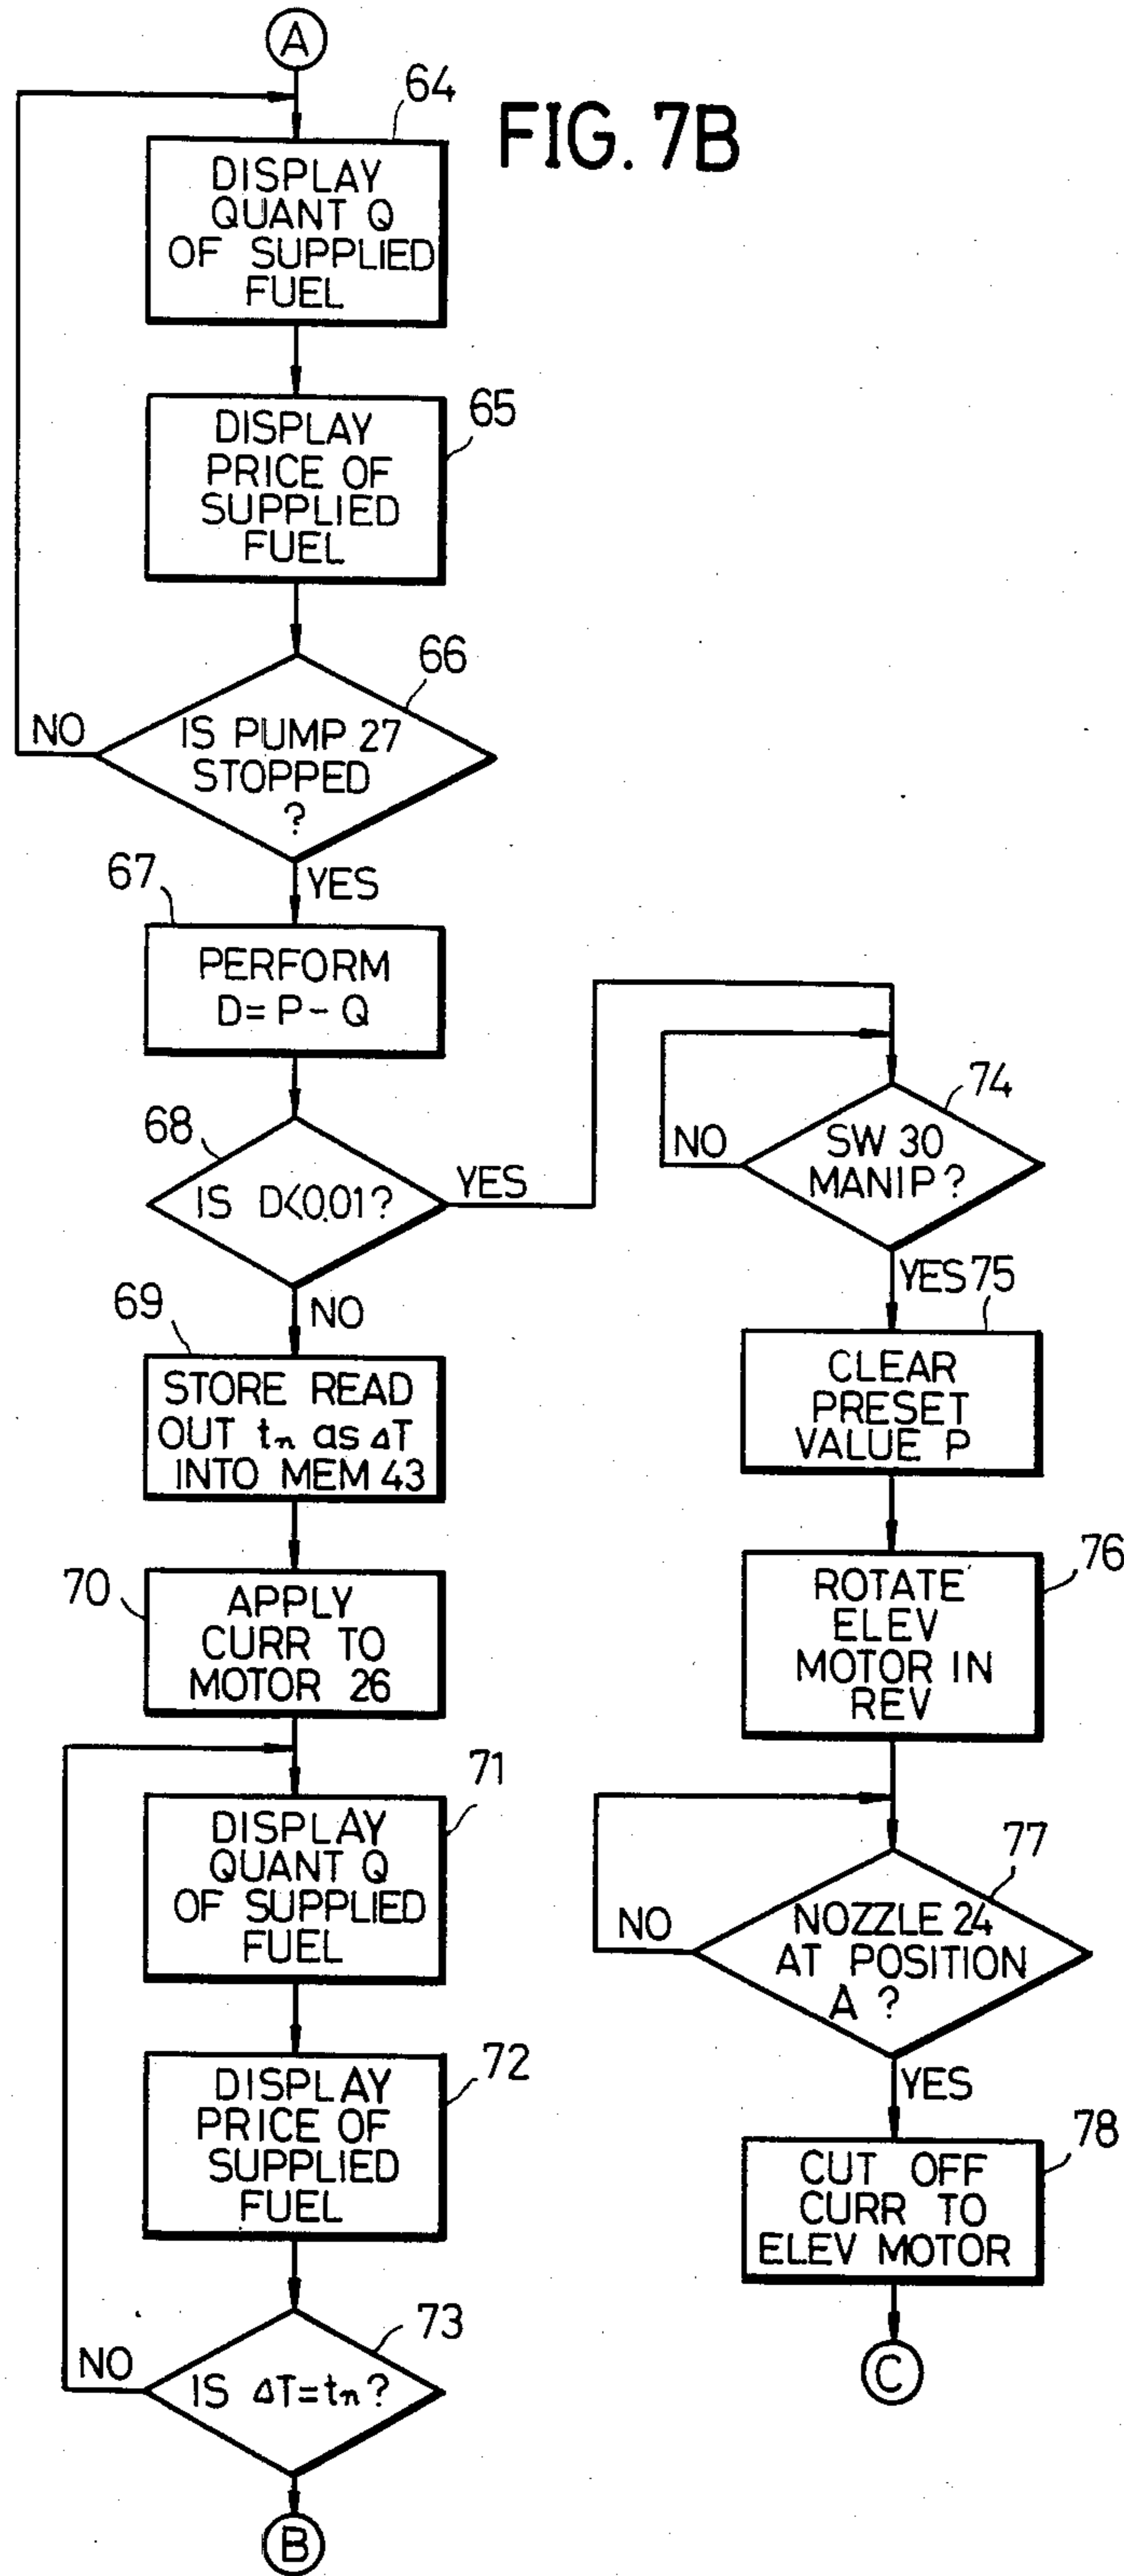 A
64
FIG. 7B
DISPLAY
QUANT Q
OF SUPPLIED
FUEL
65
DISPLAY
PRICE OF
SUPPLIED
FUEL
66
NO
IS PUMP 27
STOPPED
?
YES
67
PERFORM
D=P-Q
68
IS D<0.01?
YES
NO
69
STORE READ
OUT tn as ΔT
INTO MEM 43
70
APPLY
CURR TO
MOTOR 26
71
DISPLAY
QUANT Q
OF SUPPLIED
FUEL
72
DISPLAY
PRICE OF
SUPPLIED
FUEL
73
NO
IS ΔT=tn?
B
74
NO
SW 30
MANIP?
YES
75
CLEAR
PRESET
VALUE P
76
ROTATE
ELEV
MOTOR IN
REV
77
NO
NOZZLE 24
AT POSITION
A ?
YES
78
CUT OFF
CURR TO
ELEV MOTOR
C